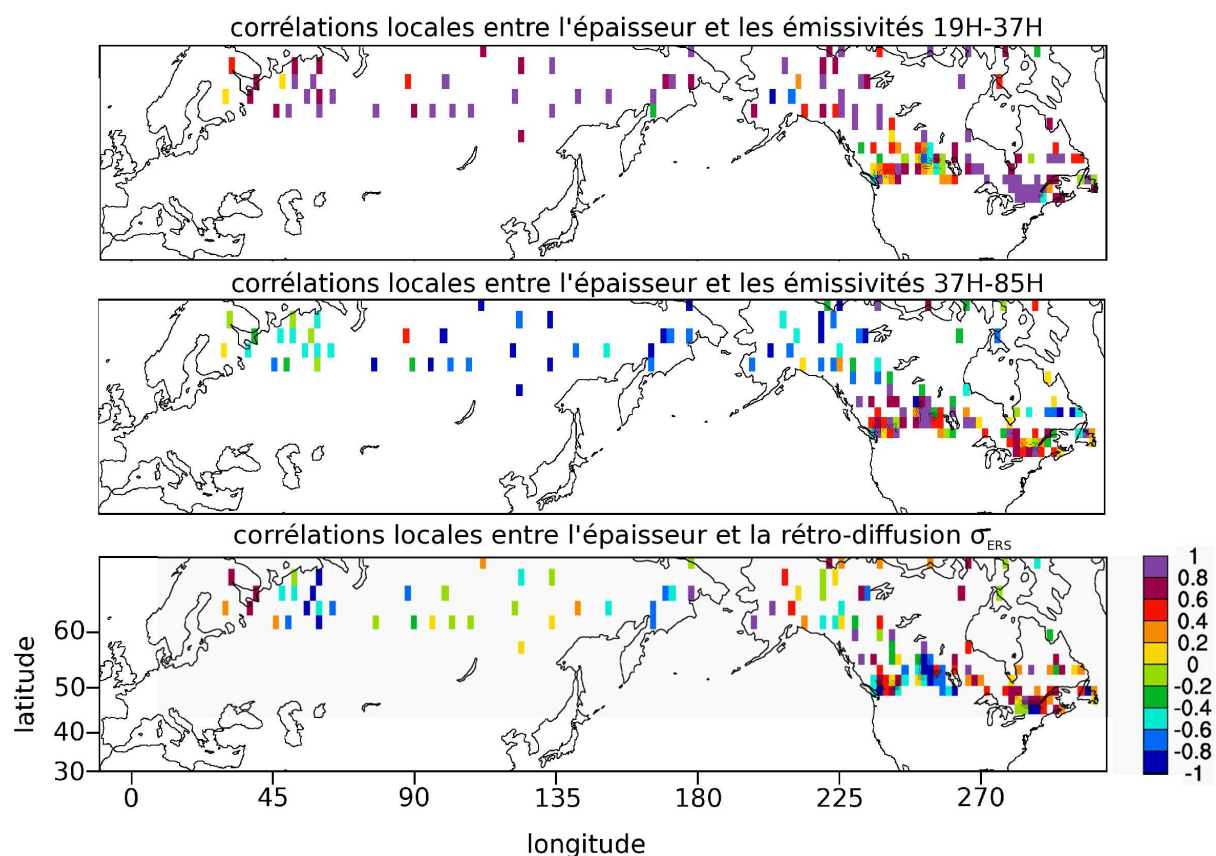 corrélations locales entre l'épaisseur et les émissivités 19H-37H
corrélations locales entre l'épaisseur et les émissivités 37H-85H
corrélations locales entre l'épaisseur et la rétro-diffusion σ_ERS
1
0.8
0.6
0.4
0.2
0
-0.2
-0.4
-0.6
-0.8
-1
latitude
60
50
40
30
0 45 90 135 180 225 270
longitude